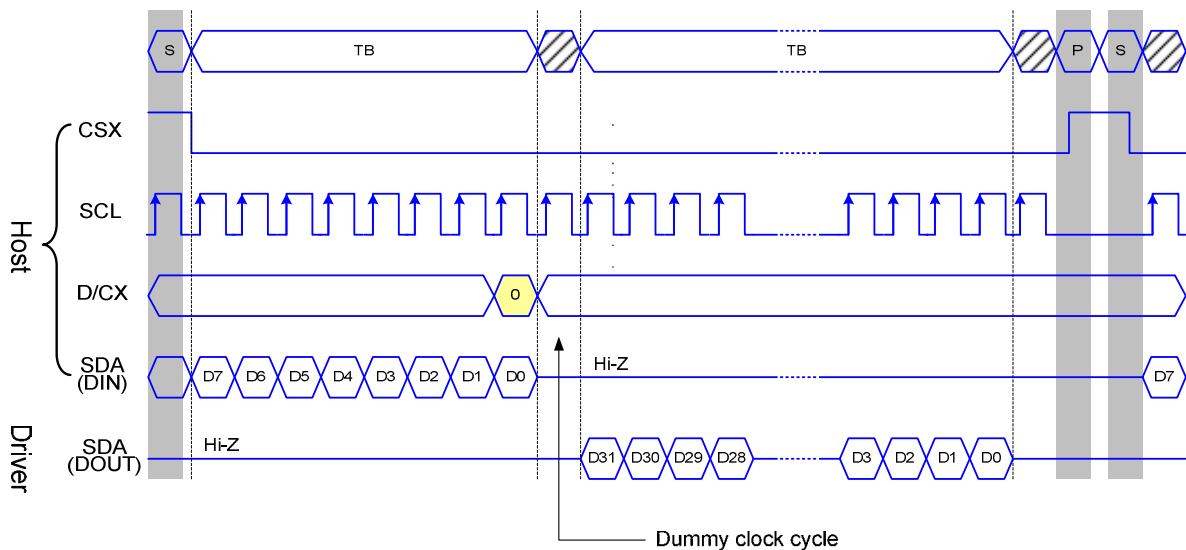 S TB TB P S
CSX
SCL
D/CX 0
Host
SDA
(DIN) D7 D6 D5 D4 D3 D2 D1 D0 Hi-Z D7
Driver
SDA
(DOUT) Hi-Z D31 D30 D29 D28 D3 D2 D1 D0
Dummy clock cycle